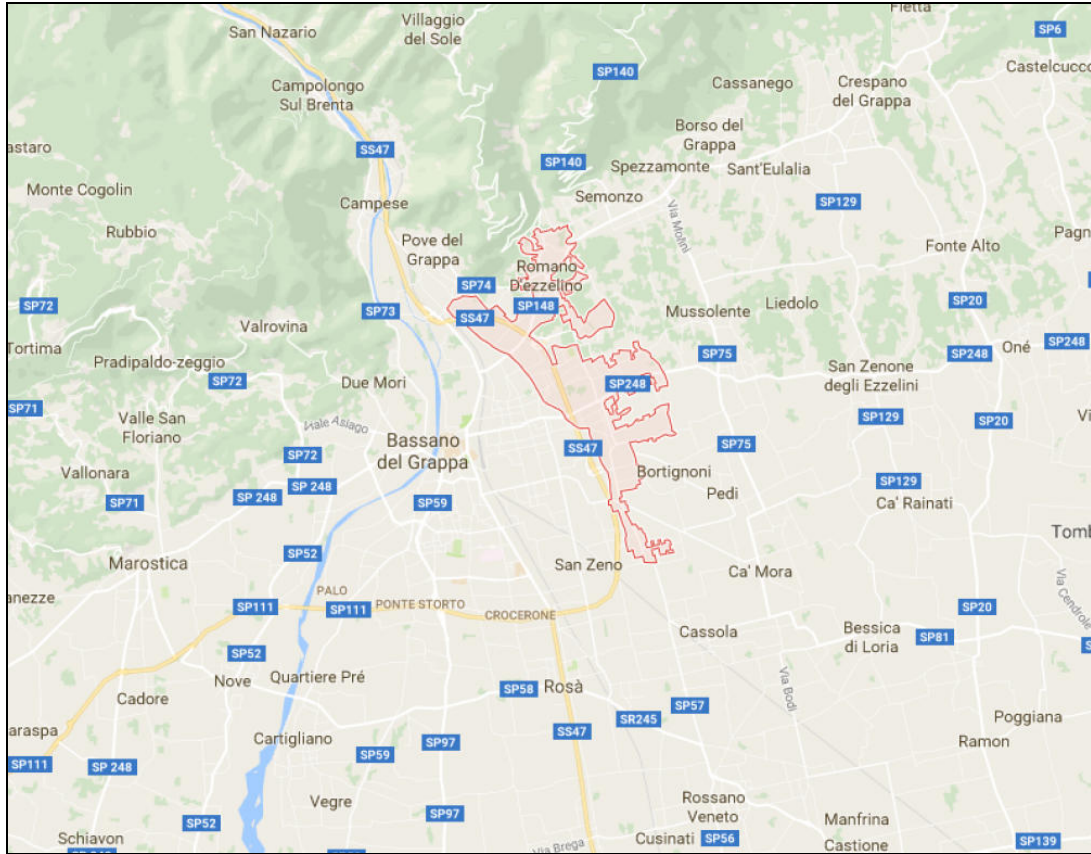 Fietta
Villaggio
del Sole
San Nazario
SP6
Castelcucco
SP140
Cassanego
Crespano
del Grappa
Campolongo
Sul Brenta
Borso del
Grappa
SS47
astaro
SP140
Spezzamonte
Sant'Eulalia
Monte Cogolin
Semonzo
Campese
SP129
Via Molini
Rubbio
Pove del
Grappa
Fonte Alto
Pagn
Romano
D'ezzelino
SP74
SP72
SP73
SP148
SP20
Mussolente
Liedolo
SS47
Valrovina
Tortima
Pradipaldo-zeggio
SP75
SP248
Oné
SP248
San Zenone
degli Ezzelini
SP72
Due Mori
SP248
SP71
Valle San
Floriano
SP129
SP20
Vi
Viale Asiago
Bassano
del Grappa
SP75
SS47
SP72
Vallonara
Bortignoni
SP129
SP 248
SP 248
SP71
SP59
Pedi
Ca' Rainati
Tomb
SP52
Marostica
San Zeno
Ca' Mora
anezze
PALO
SP111
SP111
PONTE STORTO
CROCERONE
SP20
Via Cendrole
Cassola
Bessica
di Loria
SP81
SP52
Nove
Quartiere Pré
Via Bodi
SP58
Rosà
Cadore
SP57
SR245
Poggiana
araspa
SS47
Cartigliano
SP97
Ramon
SP59
SP111
SP 248
Vegre
Rossano
Veneto
SP52
SP97
Manfrina
Schiavon
Cusinati
SP56
Castione
SP139
Via Brega